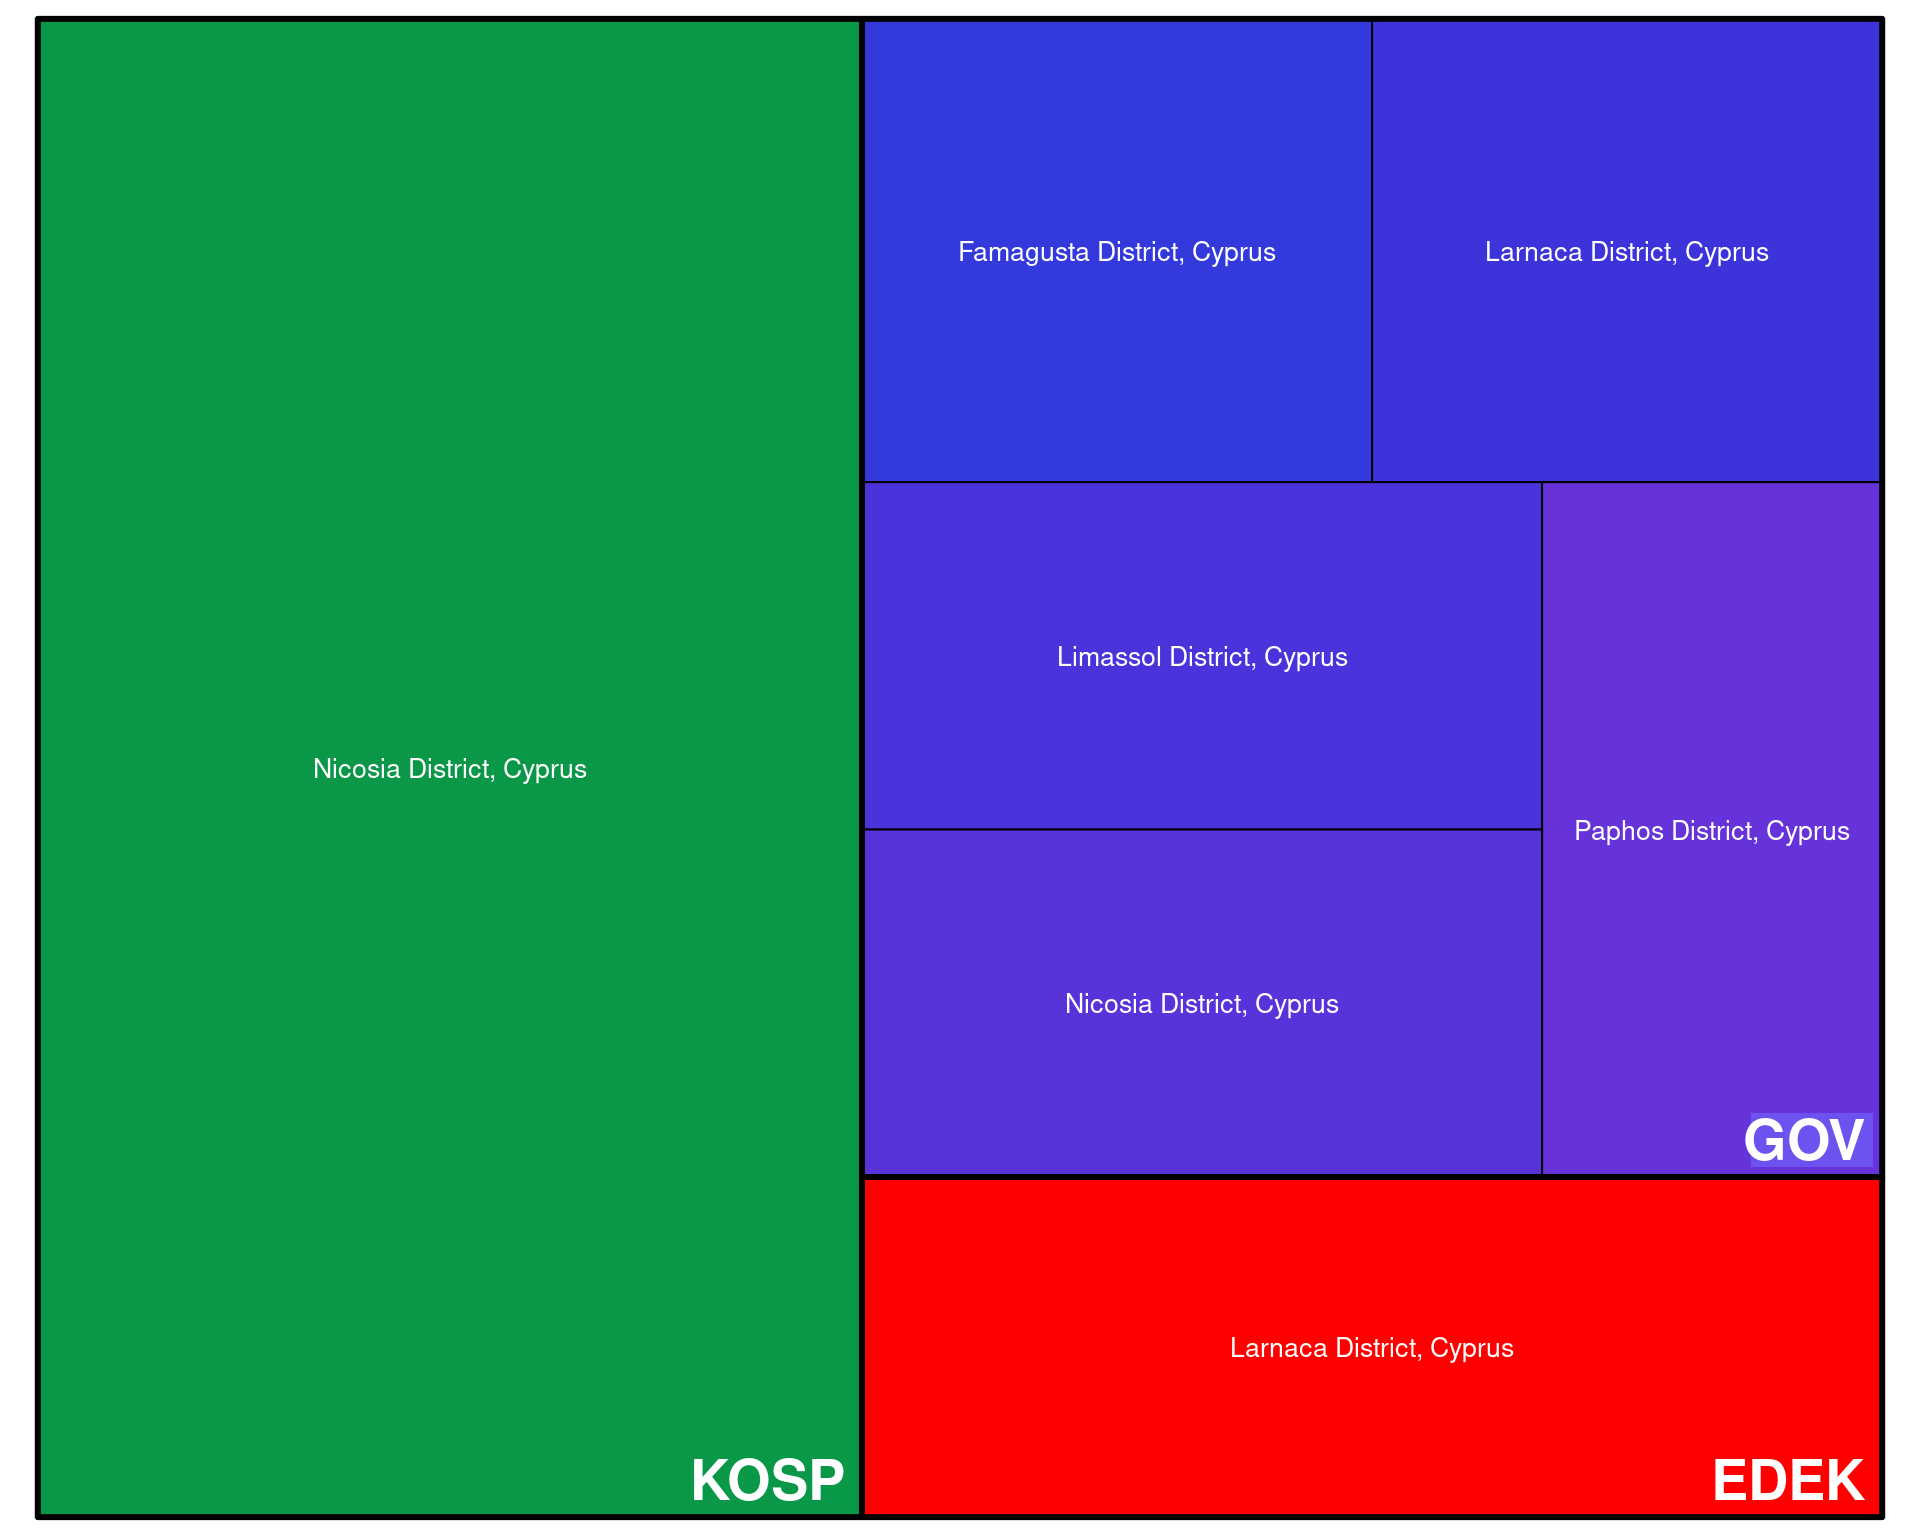 Nicosia District, Cyprus
KOSP
Famagusta District, Cyprus
Larnaca District, Cyprus
Limassol District, Cyprus
Nicosia District, Cyprus
Paphos District, Cyprus
GOV
Larnaca District, Cyprus
EDEK